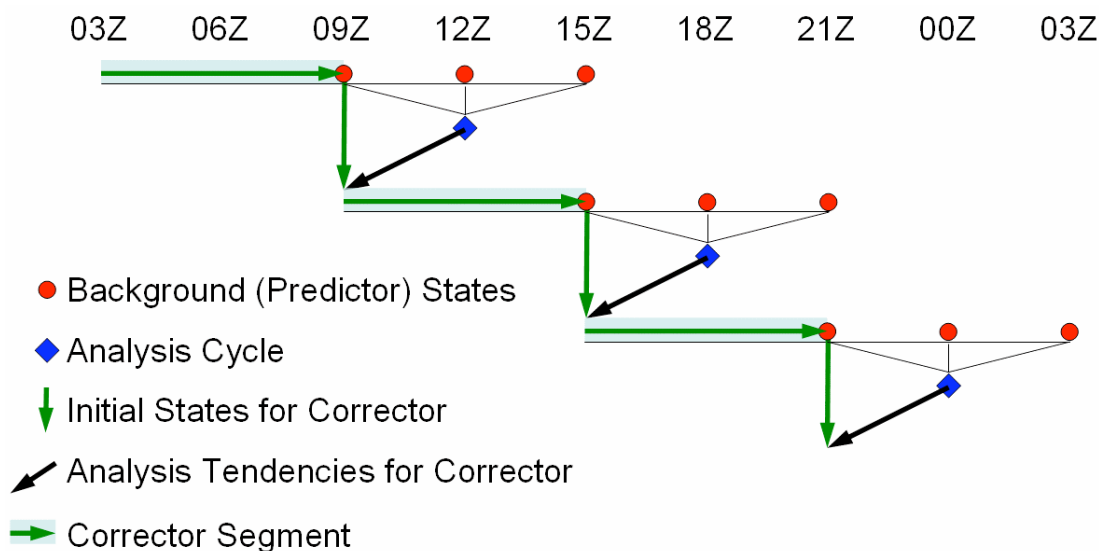 03Z 06Z 09Z 12Z 15Z 18Z 21Z 00Z 03Z
Background (Predictor) States
Analysis Cycle
Initial States for Corrector
Analysis Tendencies for Corrector
Corrector Segment